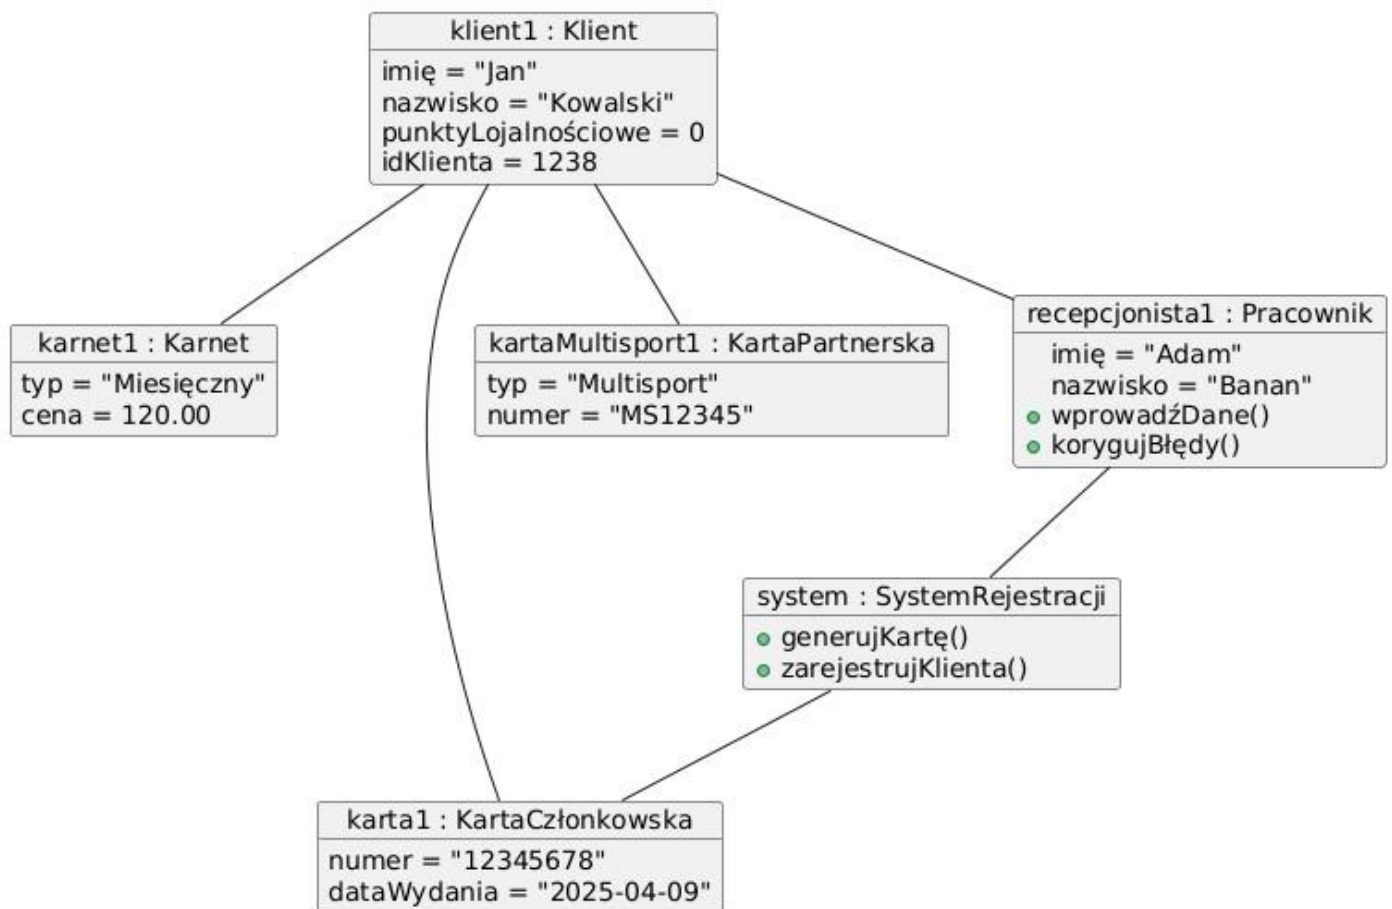 klient1 : Klient
imię = "Jan"
nazwisko = "Kowalski"
punktyLojalnościowe = 0
idKlienta = 1238
karnet1 : Karnet
typ = "Miesięczny"
cena = 120.00
kartaMultisport1 : KartaPartnerska
typ = "Multisport"
numer = "MS12345"
recepcjonista1 : Pracownik
imię = "Adam"
nazwisko = "Banan"
wprowadźDane()
korygujBłędy()
system : SystemRejestracji
generujKartę()
zarejestrujKlienta()
karta1 : KartaCzłonkowska
numer = "12345678"
dataWydania = "2025-04-09"